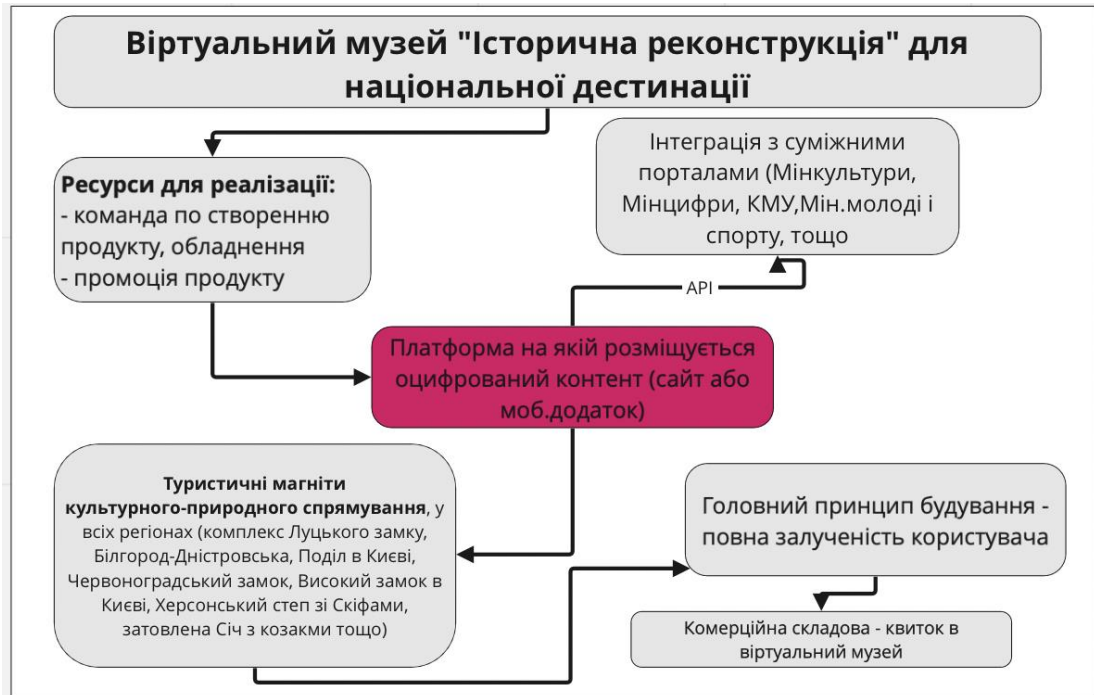 Віртуальний музей "Історична реконструкція" для
національної дестинації
Ресурси для реалізації:
- команда по створенню
продукту, обладнення
- промоція продукту
Інтеграція з суміжними
порталами (Мінкультури,
Мінцифри, КМУ,Мін.молоді і
спорту, тощо
API
Платформа на якій розміщується
оцифрований контент (сайт або
моб.додаток)
Туристичні магніти
культурного-природного спрямування, у
всіх регіонах (комплекс Луцького замку,
Білгород-Дністровська, Поділ в Києві,
Червоноградський замок, Високий замок в
Києві, Херсонський степ зі Скіфами,
затовлена Січ з козакми тощо)
Головний принцип будування -
повна залученість користувача
Комерційна складова - квиток в
віртуальний музей